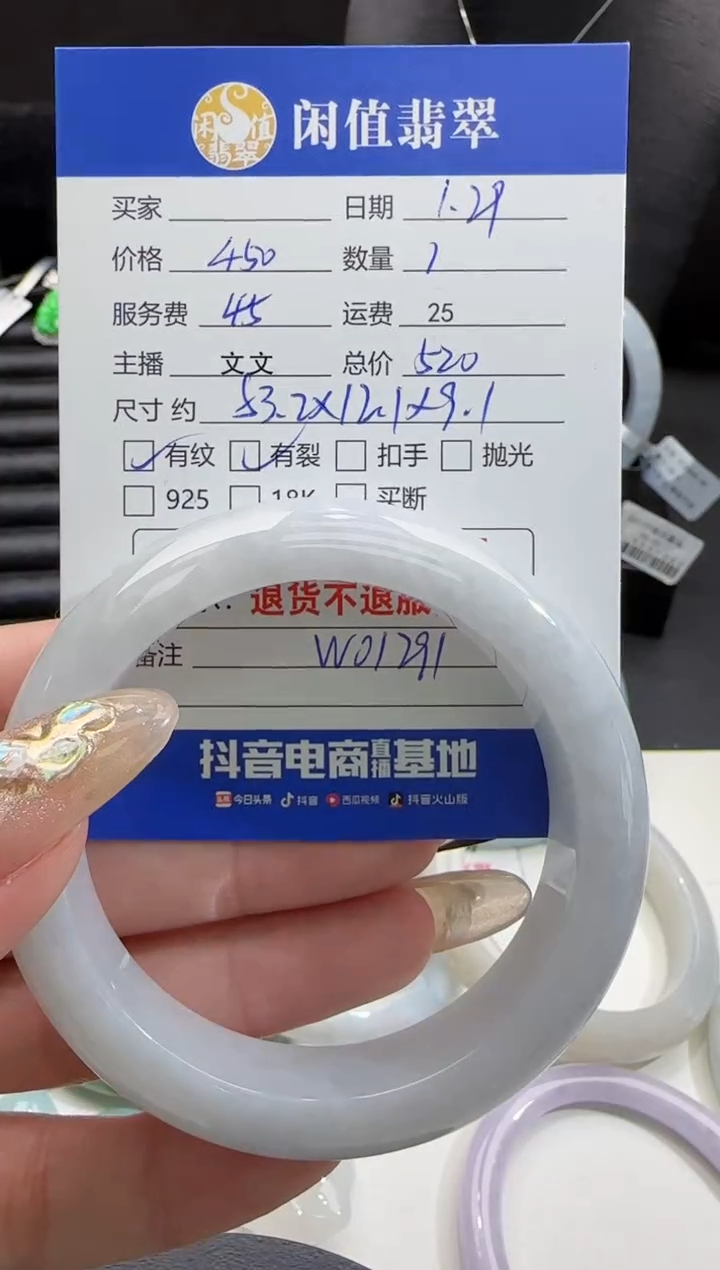 闲值翡翠
闲值翡翠
买家 日期 1.29
价格 450 数量 1
服务费 45 运费 25
主播 文文 总价 520
尺寸 约 53.2×12.1×9.1
有纹 有裂 扣手 抛光
925 18K 买断
退货不退服
备注 W01291
抖音电商直播基地
今日头条 抖音 西瓜视频 抖音火山版